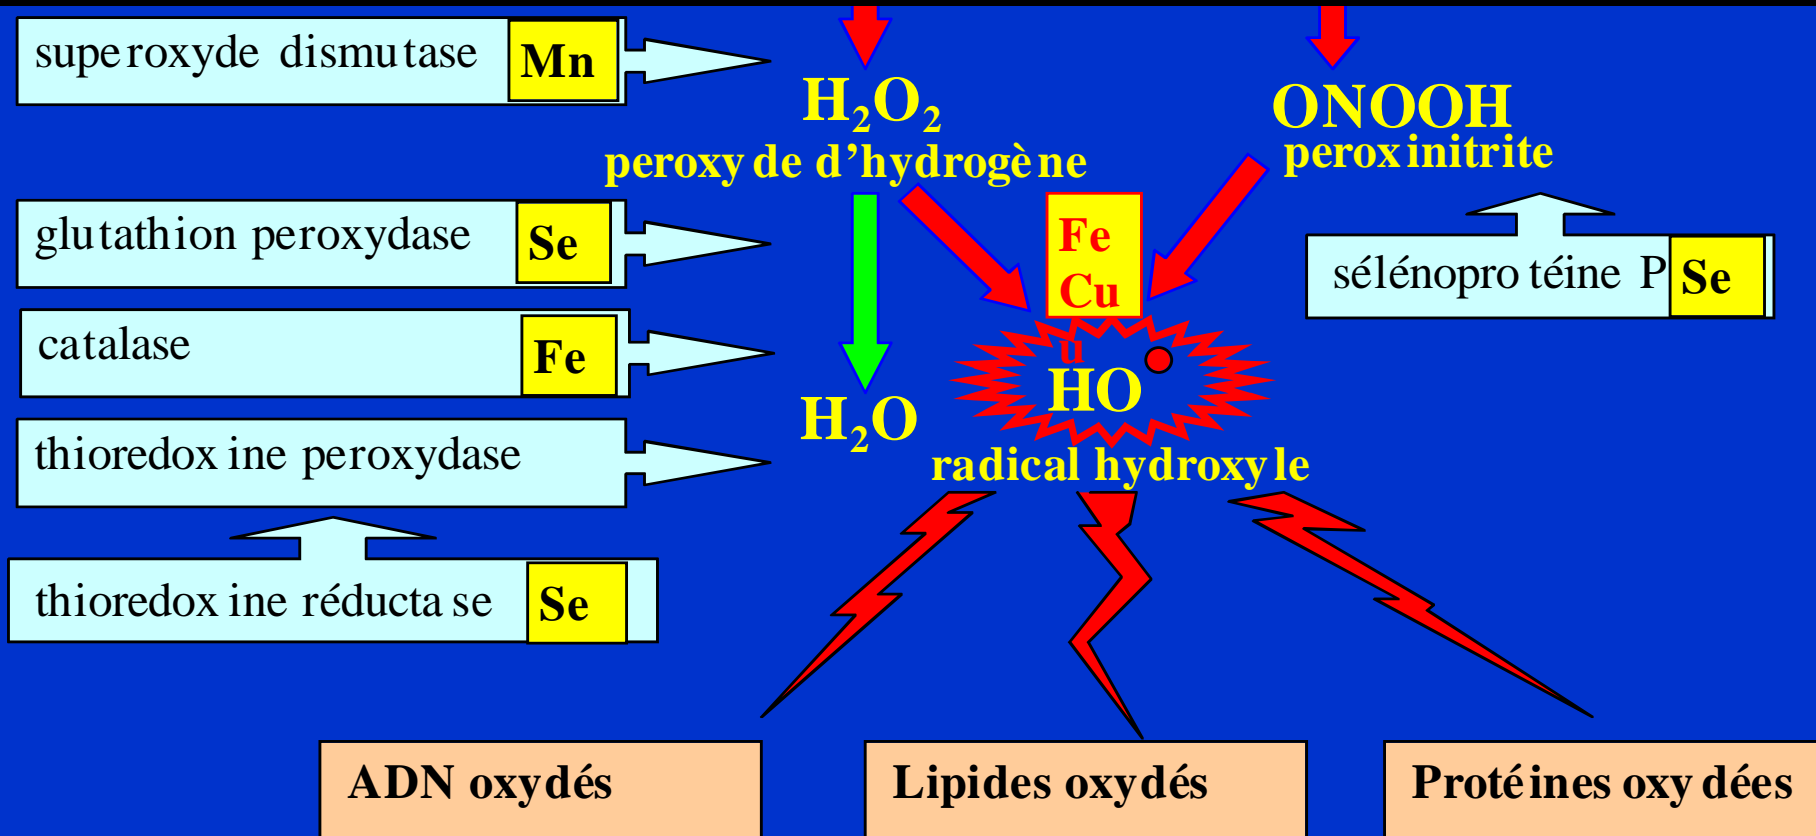 superoxyde dismutase
Mn
H₂O₂
peroxyde d’hydrogène
ONOOH
peroxinitrite
glutathion peroxydase
Se
Fe
Cu
u
sélénoprotéine P
Se
catalase
Fe
HO
H₂O
radical hydroxyle
thioredoxine peroxydase
thioredoxine réductase
Se
ADN oxydés
Lipides oxydés
Protéines oxydées